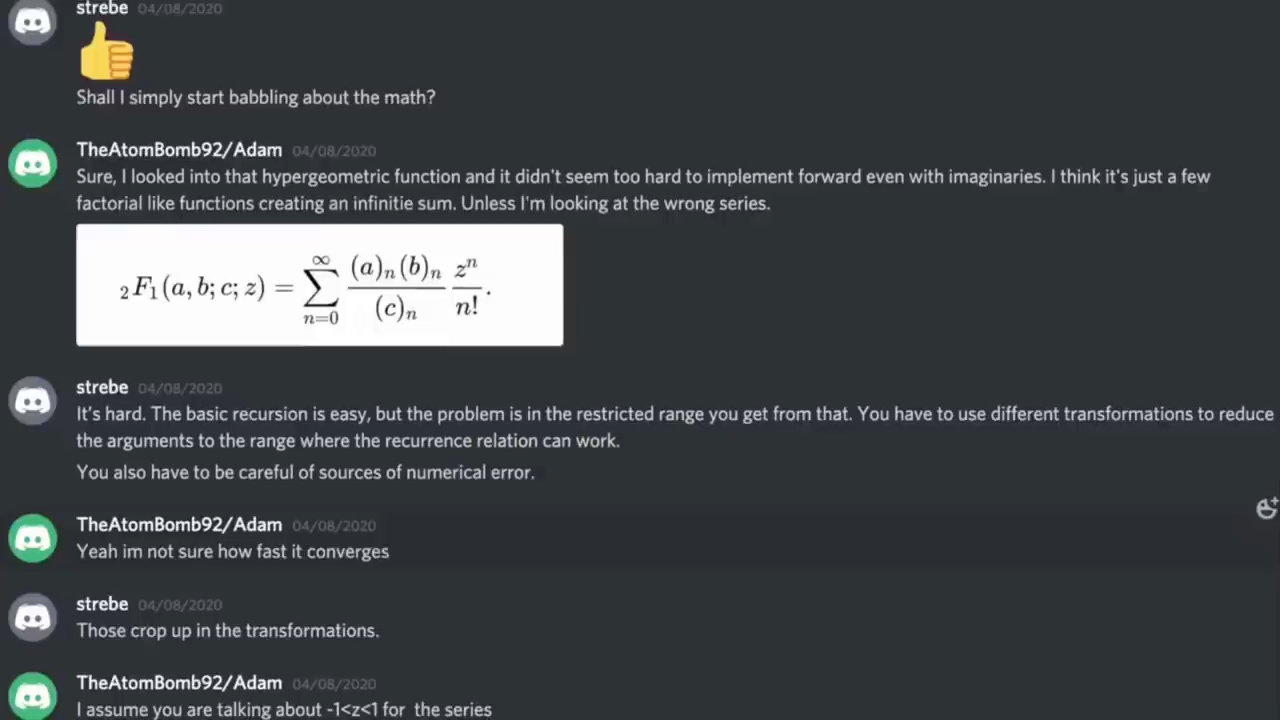 strebe 04/08/2020
Shall I simply start babbling about the math?
TheAtomBomb92/Adam 04/08/2020
Sure, I looked into that hypergeometric function and it didn't seem too hard to implement forward even with imaginaries. I think it's just a few
factorial like functions creating an infinitie sum. Unless I'm looking at the wrong series.
₂F₁(a, b; c; z) = ∑_{n=0}^{∞} \frac{(a)_n (b)_n}{(c)_n} \frac{z^n}{n!}.
strebe 04/08/2020
It's hard. The basic recursion is easy, but the problem is in the restricted range you get from that. You have to use different transformations to reduce
the arguments to the range where the recurrence relation can work.
You also have to be careful of sources of numerical error.
TheAtomBomb92/Adam 04/08/2020
Yeah im not sure how fast it converges
strebe 04/08/2020
Those crop up in the transformations.
TheAtomBomb92/Adam 04/08/2020
I assume you are talking about -1<z<1 for the series